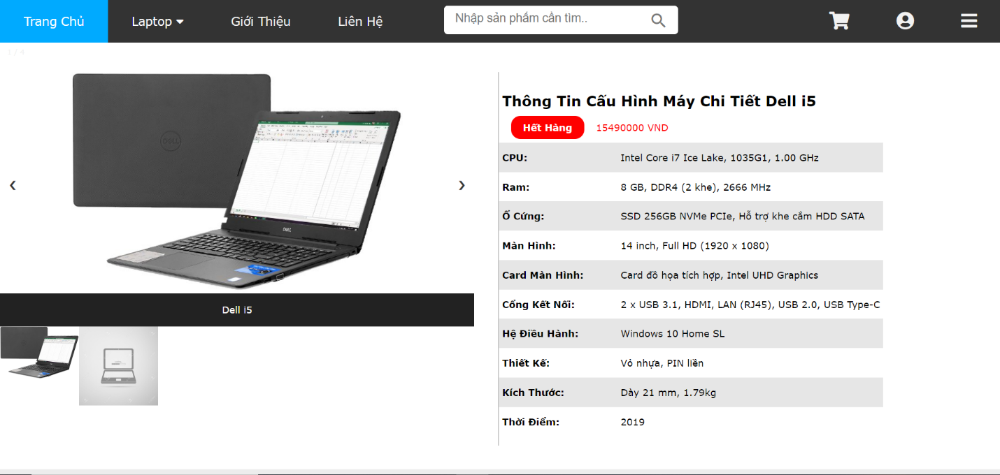 Trang Chủ
Laptop
Giới Thiệu
Liên Hệ
Nhập sản phẩm cần tìm..
1 / 4
DELL
DELL
Dell i5
Thông Tin Cấu Hình Máy Chi Tiết Dell i5
Hết Hàng 15490000 VND
CPU: Intel Core i7 Ice Lake, 1035G1, 1.00 GHz
Ram: 8 GB, DDR4 (2 khe), 2666 MHz
Ổ Cứng: SSD 256GB NVMe PCIe, Hỗ trợ khe cắm HDD SATA
Màn Hình: 14 inch, Full HD (1920 x 1080)
Card Màn Hình: Card đồ họa tích hợp, Intel UHD Graphics
Cổng Kết Nối: 2 x USB 3.1, HDMI, LAN (RJ45), USB 2.0, USB Type-C
Hệ Điều Hành: Windows 10 Home SL
Thiết Kế: Vỏ nhựa, PIN liền
Kích Thước: Dày 21 mm, 1.79kg
Thời Điểm: 2019